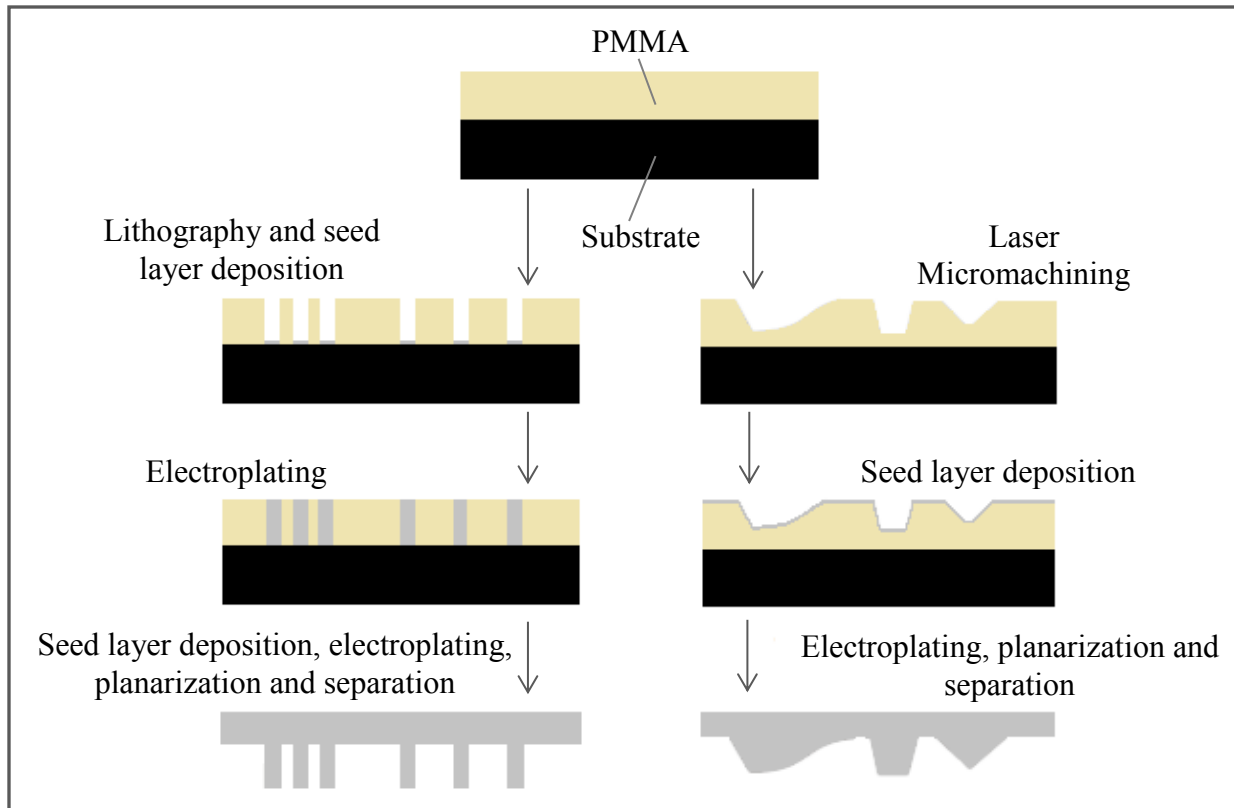 PMMA
Substrate
Lithography and seed
layer deposition
Laser
Micromachining
Electroplating
Seed layer deposition
Seed layer deposition, electroplating,
planarization and separation
Electroplating, planarization and
separation